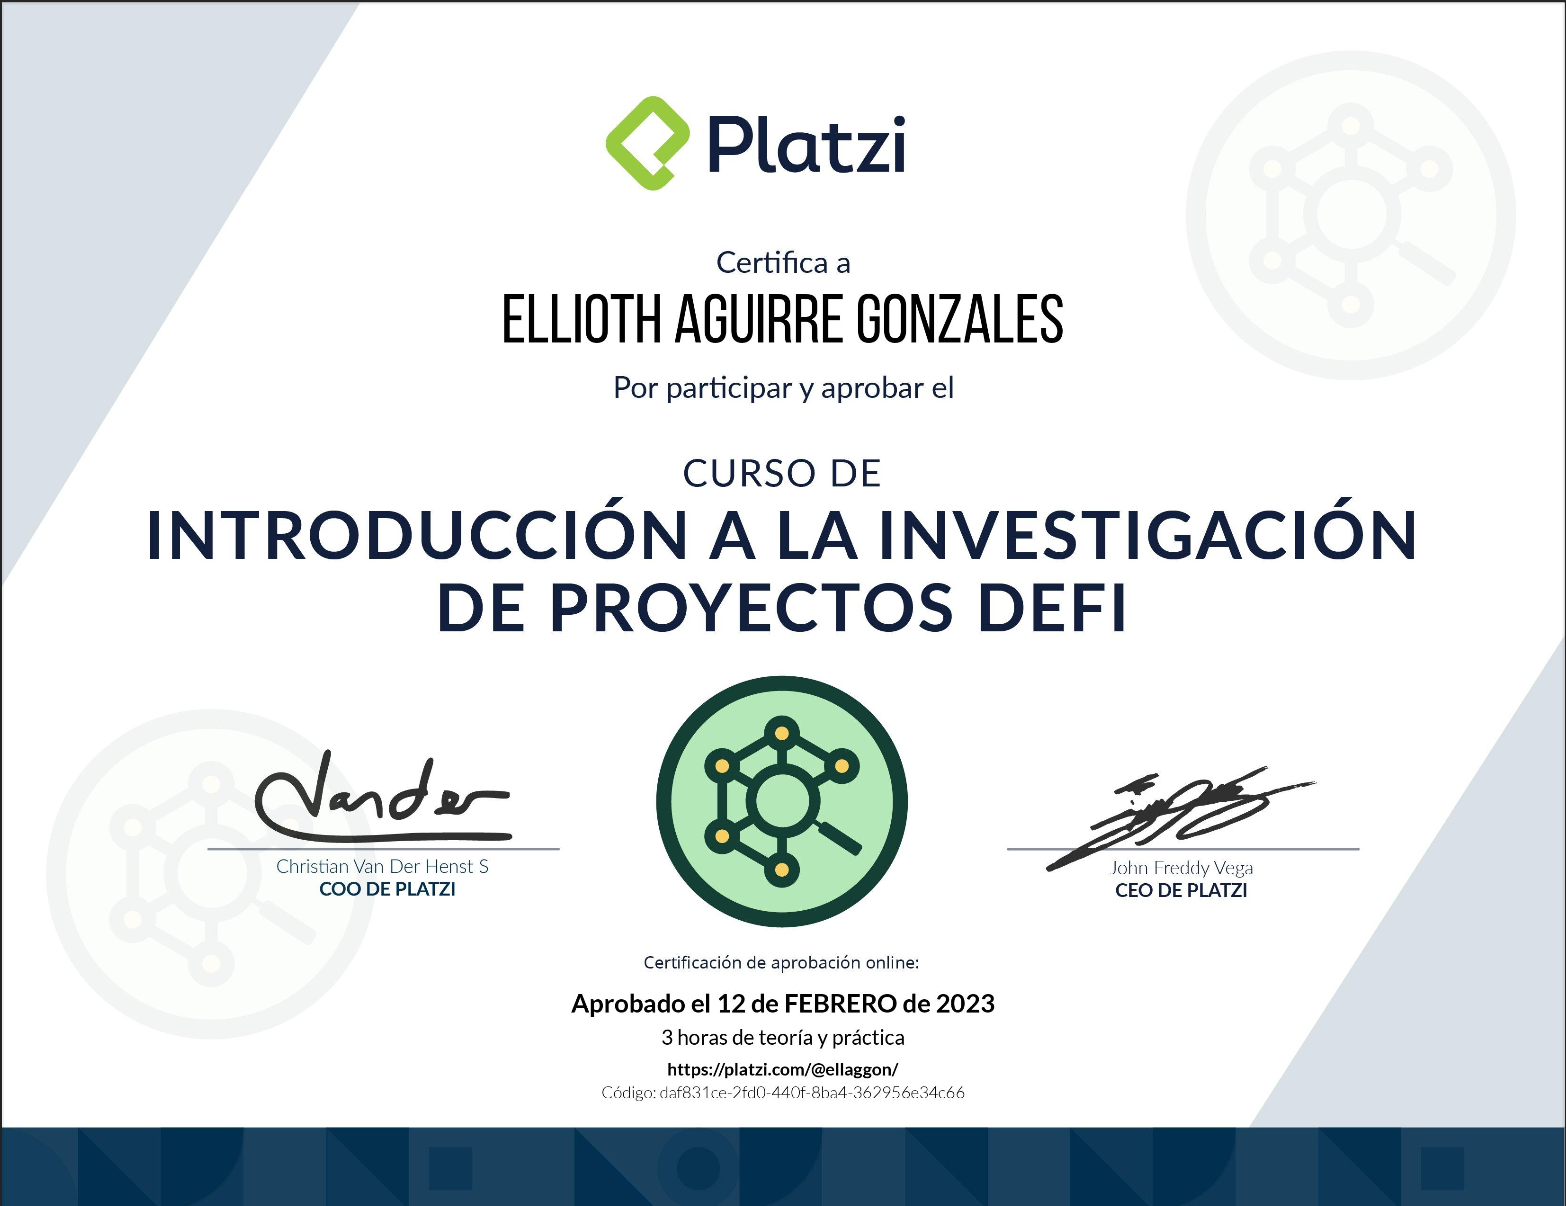 Platzi
Certifica a
ELLIOTH AGUIRRE GONZALES
Por participar y aprobar el
CURSO DE
INTRODUCCIÓN A LA INVESTIGACIÓN
DE PROYECTOS DEFI
Vander
Christian Van Der Henst S
COO DE PLATZI
John Freddy Vega
CEO DE PLATZI
Certificación de aprobación online:
Aprobado el 12 de FEBRERO de 2023
3 horas de teoría y práctica
https://platzi.com/@ellaggon/
Código: daf831ce-2fd0-440f-8ba4-362956e34c66